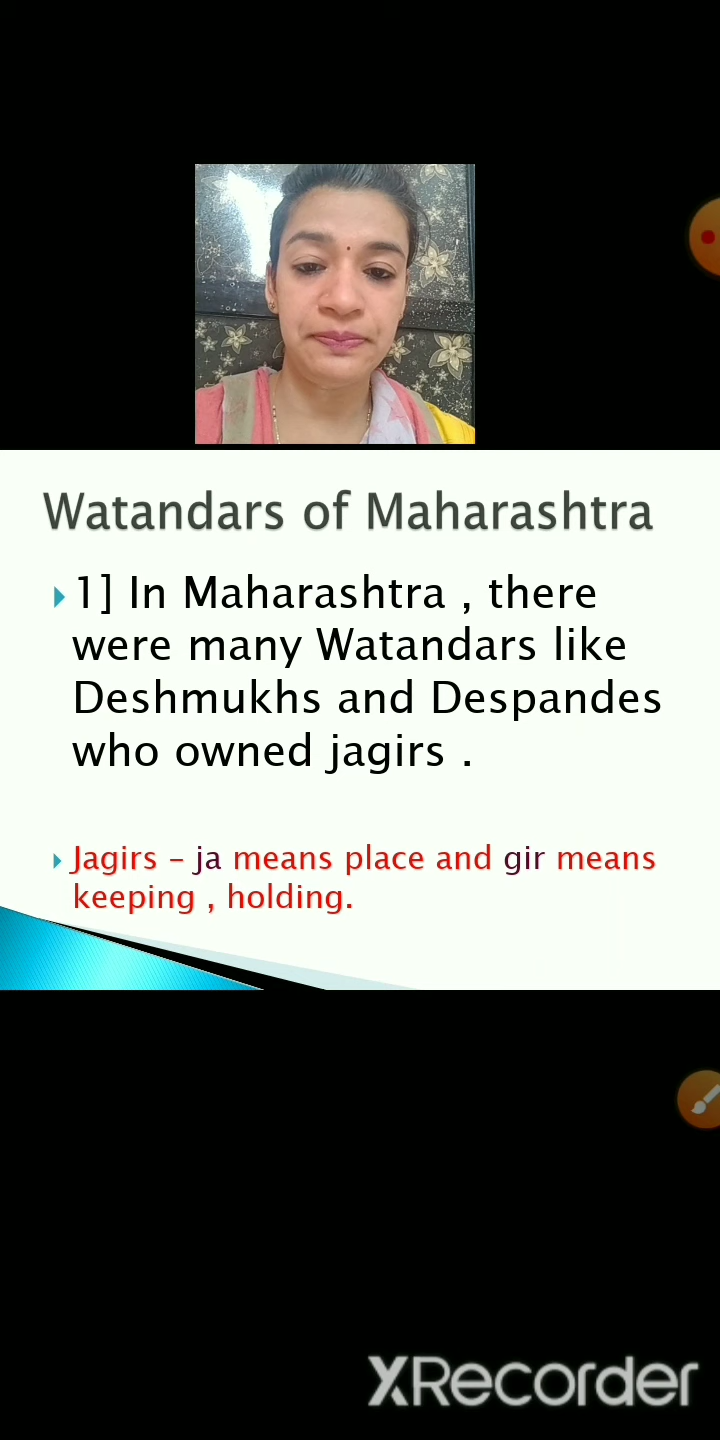 Watandars of Maharashtra
1] In Maharashtra , there
were many Watandars like
Deshmukhs and Despandes
who owned jagirs .
Jagirs – ja means place and gir means
keeping , holding.
XRecorder